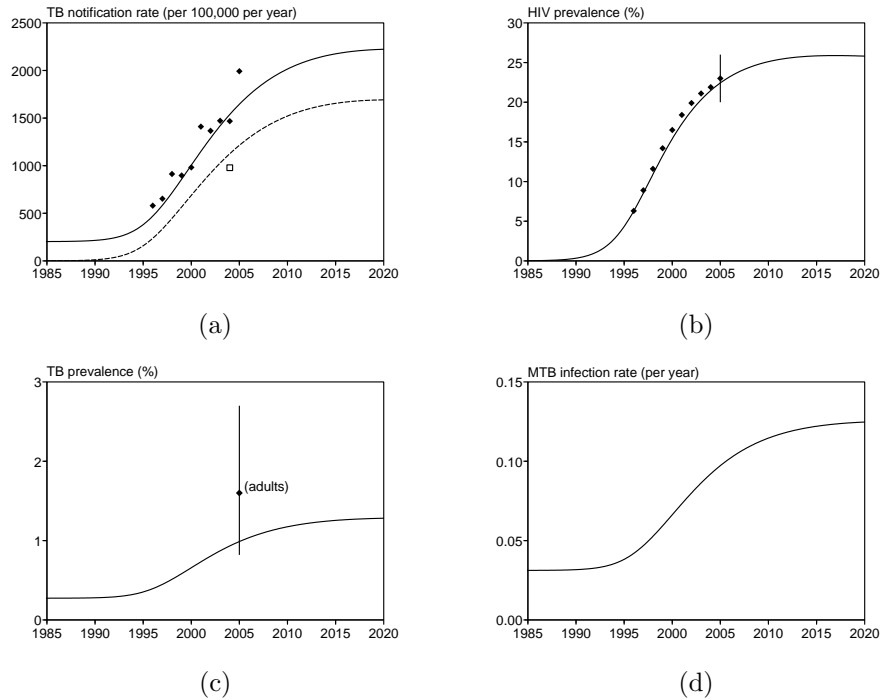 TB notification rate (per 100,000 per year)
2500
2000
1500
1000
500
0
1985 1990 1995 2000 2005 2010 2015 2020
(a)
HIV prevalence (%)
30
25
20
15
10
5
0
1985 1990 1995 2000 2005 2010 2015 2020
(b)
TB prevalence (%)
3
2
(adults)
1
0
1985 1990 1995 2000 2005 2010 2015 2020
(c)
MTB infection rate (per year)
0.15
0.10
0.05
0.00
1985 1990 1995 2000 2005 2010 2015 2020
(d)